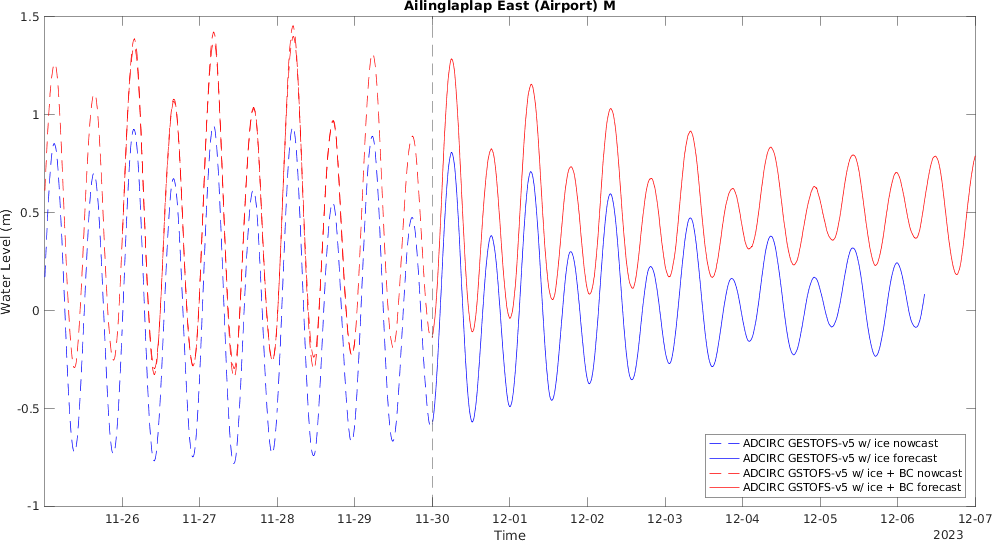 Ailinglaplap East (Airport) M
1.5
1
0.5
0
-0.5
-1
Water Level (m)
11-26 11-27 11-28 11-29 11-30 12-01 12-02 12-03 12-04 12-05 12-06 12-07
Time
2023
ADCIRC GESTOFS-v5 w/ ice nowcast
ADCIRC GESTOFS-v5 w/ ice forecast
ADCIRC GSTOFS-v5 w/ ice + BC nowcast
ADCIRC GSTOFS-v5 w/ ice + BC forecast